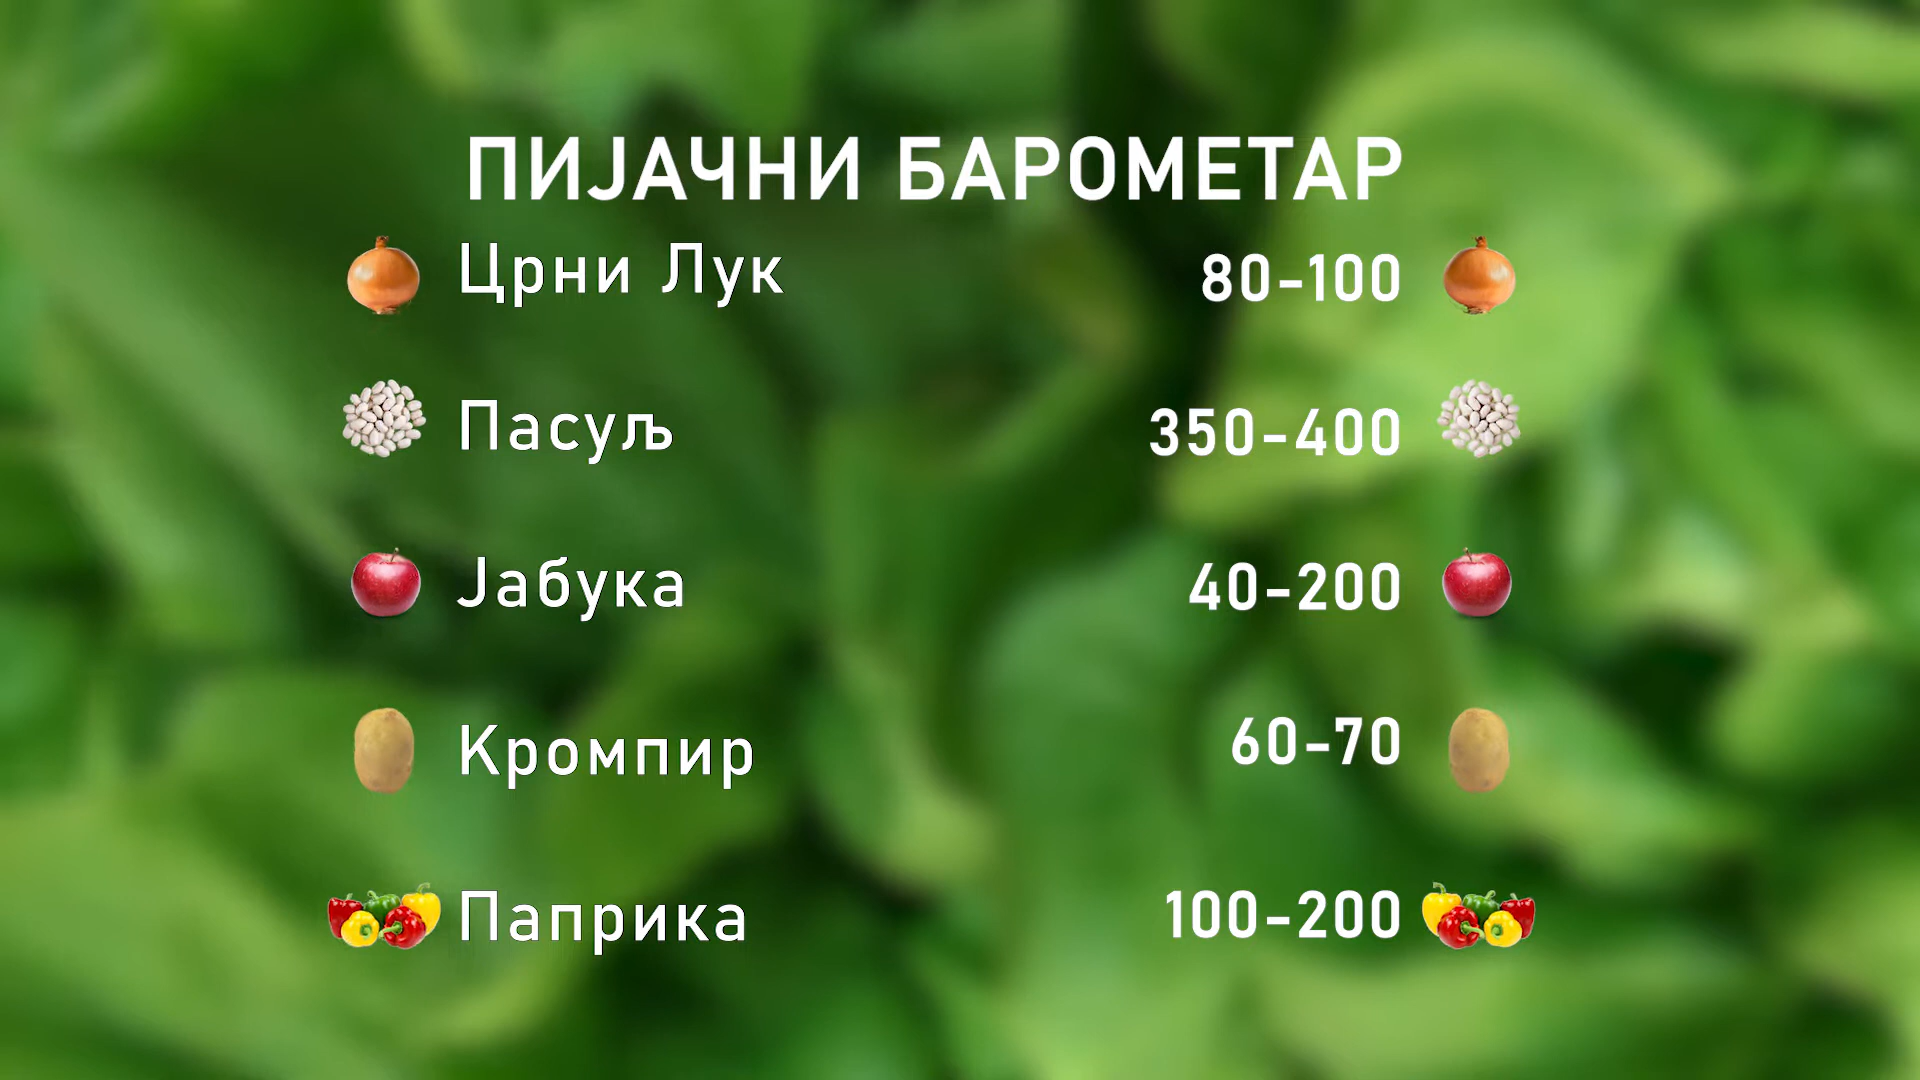 ПИЈАЧНИ БАРОМЕТАР
Црни Лук 80-100
Пасуљ 350-400
Јабука 40-200
Кромпир 60-70
Паприка 100-200